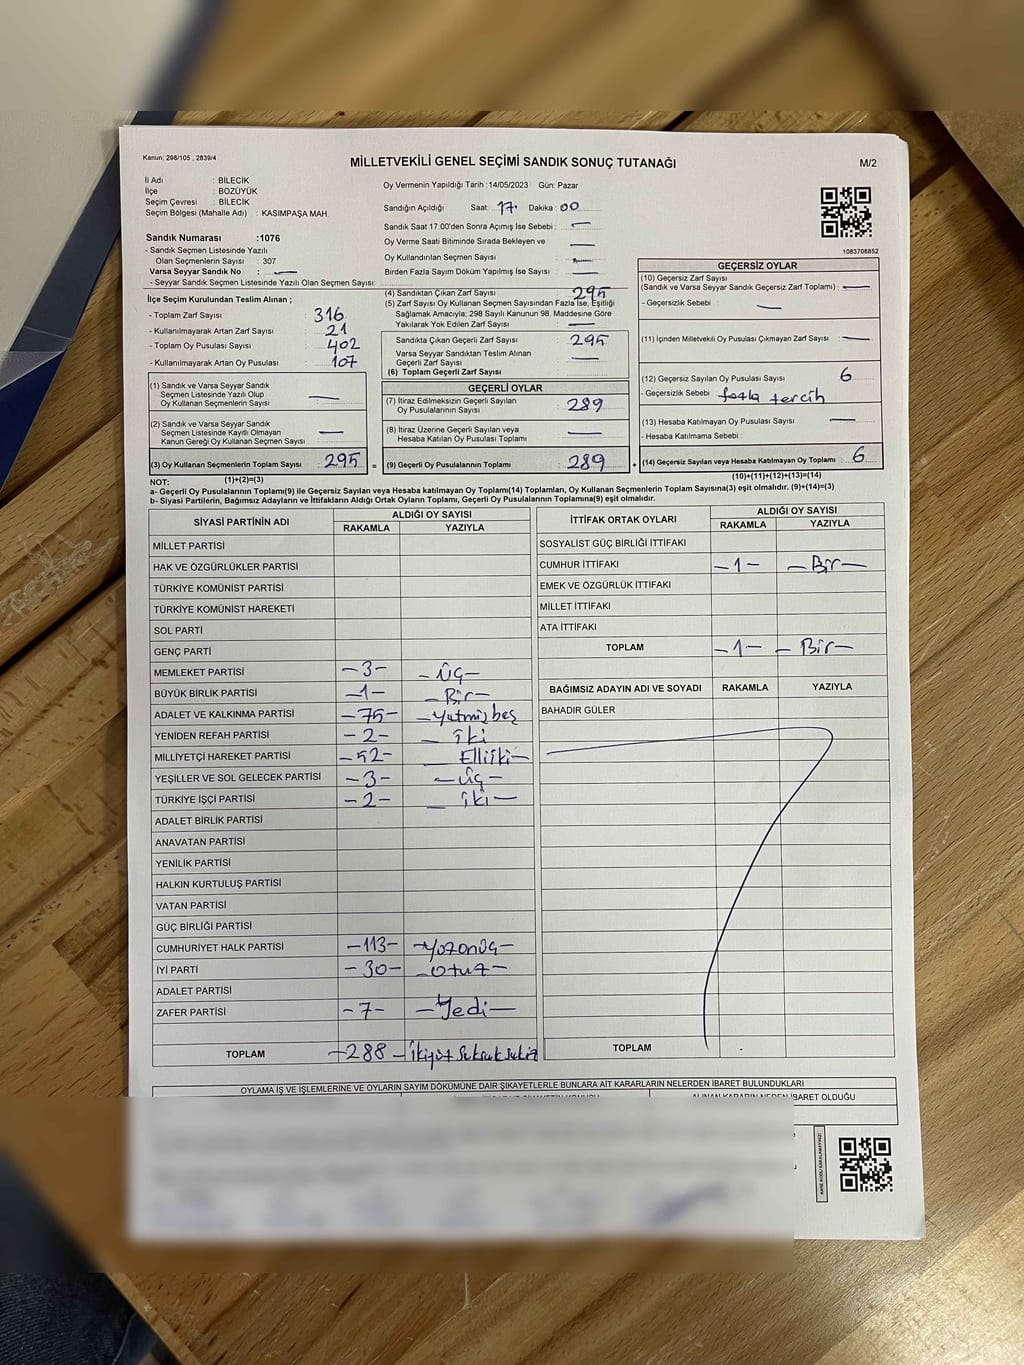 Kanun; 298/105 , 2839/4
MİLLETVEKİLİ GENEL SEÇİMİ SANDIK SONUÇ TUTANAĞI
M/2
İl Adı : BİLECİK
İlçe : BOZÜYÜK
Seçim Çevresi : BİLECİK
Seçim Bölgesi (Mahalle Adı) : KASIMPAŞA MAH
Sandık Numarası :1076
- Sandık Seçmen Listesinde Yazılı
Olan Seçmenlerin Sayısı : 307
Varsa Seyyar Sandık No : —
- Seyyar Sandık Seçmen Listesinde Yazılı Olan Seçmen Sayısı:
Oy Vermenin Yapıldığı Tarih :14/05/2023 Gün: Pazar
Sandığın Açıldığı Saat: 17. Dakika : 00
Sandık Saat 17:00'den Sonra Açımış İse Sebebi : —
Oy Verme Saati Bitiminde Sırada Bekleyen ve —
Oy Kullandırılan Seçmen Sayısı : —
Birden Fazla Sayım Döküm Yapılmış İse Sayısı : —
1083708852
İlçe Seçim Kurulundan Teslim Alınan ;
- Toplam Zarf Sayısı : 316
- Kullanılmayarak Artan Zarf Sayısı : 21
- Toplam Oy Pusulası Sayısı : 402
- Kullanılmayarak Artan Oy Pusulası : 107
(4) Sandıktan Çıkan Zarf Sayısı : 295
(5) Zarf Sayısı Oy Kullanan Seçmen Sayısından Fazla İse, Eşitliği
Sağlamak Amacıyla; 298 Sayılı Kanunun 98. Maddesine Göre
Yakılarak Yok Edilen Zarf Sayısı : —
Sandıkta Çıkan Geçerli Zarf Sayısı : 295
Varsa Seyyar Sandıktan Teslim Alınan
Geçerli Zarf Sayısı : —
(6) Toplam Geçerli Zarf Sayısı :
GEÇERSİZ OYLAR
(10) Geçersiz Zarf Sayısı
(Sandık ve Varsa Seyyar Sandık Geçersiz Zarf Toplamı) : —
- Geçersizlik Sebebi : —
(11) İçinden Milletvekili Oy Pusulası Çıkmayan Zarf Sayısı : —
(12) Geçersiz Sayılan Oy Pusulası Sayısı : 6
- Geçersizlik Sebebi : fazla tercih
(13) Hesaba Katılmayan Oy Pusulası Sayısı : —
- Hesaba Katılmama Sebebi :
(14) Geçersiz Sayılan veya Hesaba Katılmayan Oy Toplamı : 6
(10)+(11)+(12)+(13)=(14)
(1) Sandık ve Varsa Seyyar Sandık
Seçmen Listesinde Yazılı Olup
Oy Kullanan Seçmenlerin Sayısı : —
(2) Sandık ve Varsa Seyyar Sandık
Seçmen Listesinde Kayıtlı Olmayan
Kanun Gereği Oy Kullanan Seçmen Sayısı : —
(3) Oy Kullanan Seçmenlerin Toplam Sayısı : 295 =
(1)+(2)=(3)
GEÇERLİ OYLAR
(7) İtiraz Edilmeksizin Geçerli Sayılan
Oy Pusulalarının Sayısı : 289
(8) İtiraz Üzerine Geçerli Sayılan veya
Hesaba Katılan Oy Pusulası Toplamı : —
(9) Geçerli Oy Pusulalarının Toplamı : 289 +
NOT:
a- Geçerli Oy Pusulalarının Toplamı(9) ile Geçersiz Sayılan veya Hesaba katılmayan Oy Toplamı(14) Toplamları, Oy Kullanan Seçmenlerin Toplam Sayısına(3) eşit olmalıdır. (9)+(14)=(3)
b- Siyasi Partilerin, Bağımsız Adayların ve İttifakların Aldığı Ortak Oyların Toplamı, Geçerli Oy Pusulalarının Toplamına(9) eşit olmalıdır.
SİYASİ PARTİNİN ADI ALDIĞI OY SAYISI
RAKAMLA YAZIYLA
MİLLET PARTİSİ
HAK VE ÖZGÜRLÜKLER PARTİSİ
TÜRKİYE KOMÜNİST PARTİSİ
TÜRKİYE KOMÜNİST HAREKETİ
SOL PARTİ
GENÇ PARTİ
MEMLEKET PARTİSİ —3— —Üç—
BÜYÜK BİRLİK PARTİSİ —1— —Bir—
ADALET VE KALKINMA PARTİSİ —75— —Yetmiş beş
YENİDEN REFAH PARTİSİ —2— — İki
MİLLİYETÇİ HAREKET PARTİSİ —52— — Elliiki—
YEŞİLLER VE SOL GELECEK PARTİSİ —3— —Üç—
TÜRKİYE İŞÇİ PARTİSİ —2— — İki—
ADALET BİRLİK PARTİSİ
ANAVATAN PARTİSİ
YENİLİK PARTİSİ
HALKIN KURTULUŞ PARTİSİ
VATAN PARTİSİ
GÜÇ BİRLİĞİ PARTİSİ
CUMHURİYET HALK PARTİSİ —113— —Yüzonüç—
İYİ PARTİ —30— —Otuz—
ADALET PARTİSİ
ZAFER PARTİSİ —7— —Yedi—
TOPLAM —288— İkiyüz Seksek Sekiz
İTTİFAK ORTAK OYLARI ALDIĞI OY SAYISI
RAKAMLA YAZIYLA
SOSYALİST GÜÇ BİRLİĞİ İTTİFAKI
CUMHUR İTTİFAKI —1— —Bir—
EMEK VE ÖZGÜRLÜK İTTİFAKI
MİLLET İTTİFAKI
ATA İTTİFAKI
TOPLAM —1— — Bir—
BAĞIMSIZ ADAYIN ADI VE SOYADI RAKAMLA YAZIYLA
BAHADIR GÜLER
TOPLAM
OYLAMA İŞ VE İŞLEMLERİNE VE OYLARIN SAYIM DÖKÜMÜNE DAİR ŞİKAYETLERLE BUNLARA AİT KARARLARIN NELERDEN İBARET BULUNDUKLARI
ALINAN KARARIN NEDEN İBARET OLDUĞU